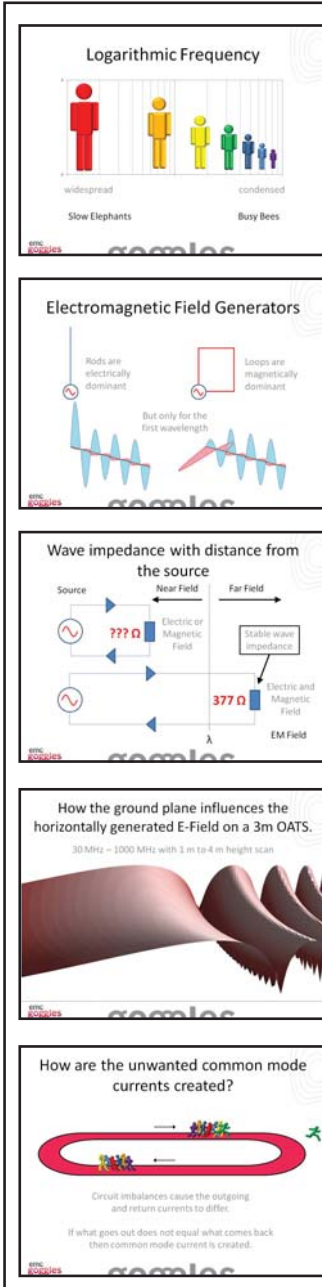 Logarithmic Frequency
widespread
condensed
Slow Elephants
Busy Bees
emc
goggles
goggles
Electromagnetic Field Generators
Rods are
electrically
dominant
Loops are
magnetically
dominant
But only for the
first wavelength
emc
goggles
goggles
Wave impedance with distance from
the source
Source
Near Field
Far Field
??? Ω
Electric or
Magnetic
Field
Stable wave
impedance
377 Ω
Electric and
Magnetic
Field
λ
EM Field
emc
goggles
goggles
How the ground plane influences the
horizontally generated E-Field on a 3m OATS.
30 MHz – 1000 MHz with 1 m to 4 m height scan
emc
goggles
goggles
How are the unwanted common mode
currents created?
Circuit imbalances cause the outgoing
and return currents to differ.
If what goes out does not equal what comes back
then common mode current is created.
emc
goggles
goggles